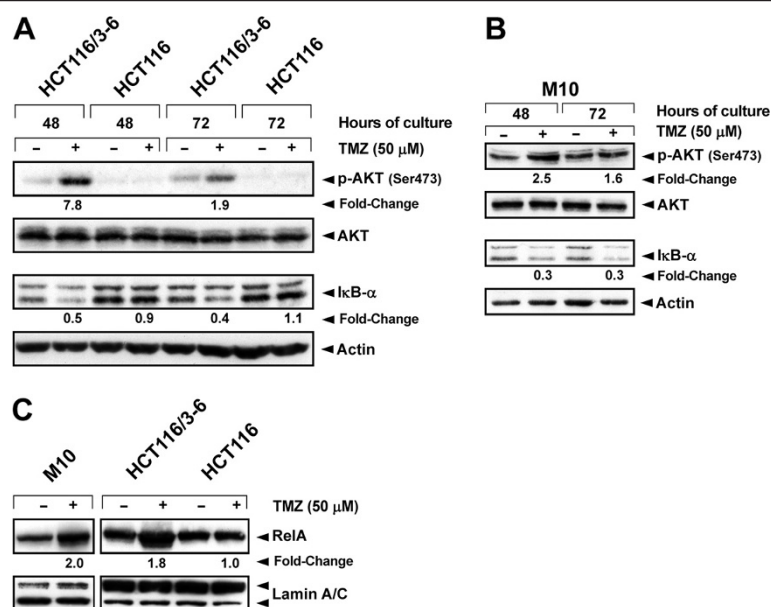 A
HCT116/3-6
HCT116
HCT116/3-6
HCT116
48 48 72 72 Hours of culture
– + – + – + – + TMZ (50 µM)
p-AKT (Ser473)
7.8 1.9 Fold-Change
AKT
IκB-α
0.5 0.9 0.4 1.1 Fold-Change
Actin
B
M10
48 72 Hours of culture
– + – + TMZ (50 µM)
p-AKT (Ser473)
2.5 1.6 Fold-Change
AKT
IκB-α
0.3 0.3 Fold-Change
Actin
C
M10
HCT116/3-6
HCT116
– + – + – + TMZ (50 µM)
RelA
2.0 1.8 1.0 Fold-Change
Lamin A/C